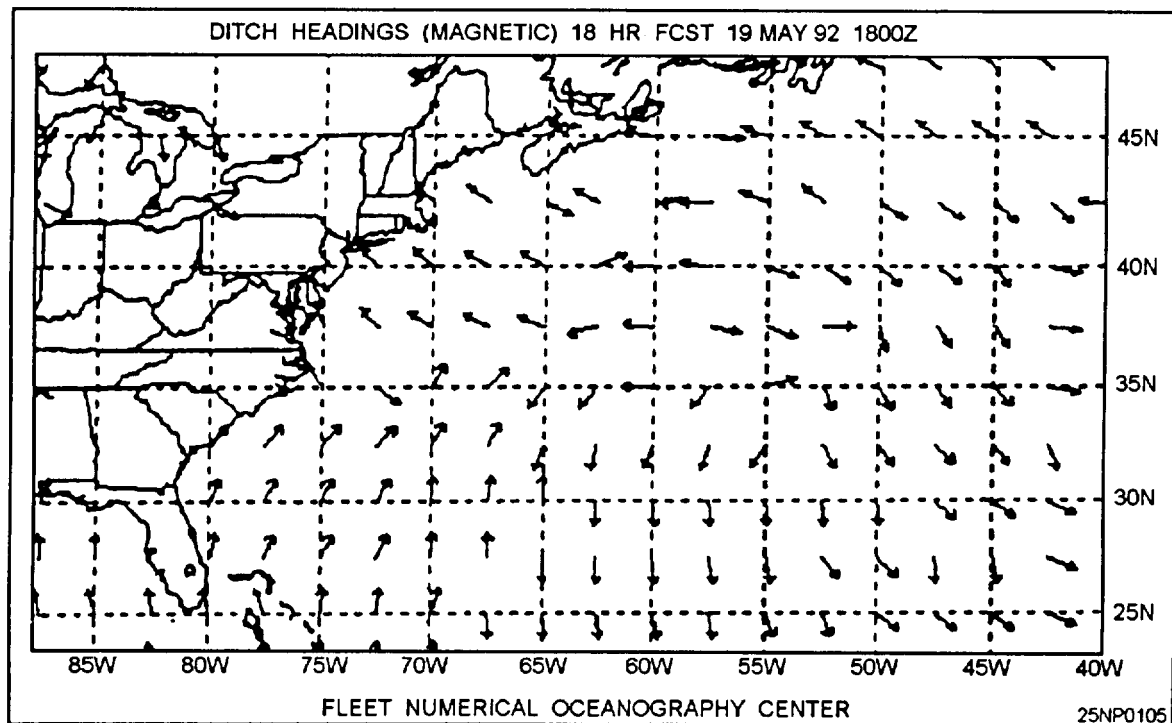 DITCH HEADINGS (MAGNETIC) 18 HR FCST 19 MAY 92 1800Z
45N
40N
35N
30N
25N
85W 80W 75W 70W 65W 60W 55W 50W 45W 40W
FLEET NUMERICAL OCEANOGRAPHY CENTER
25NP0105